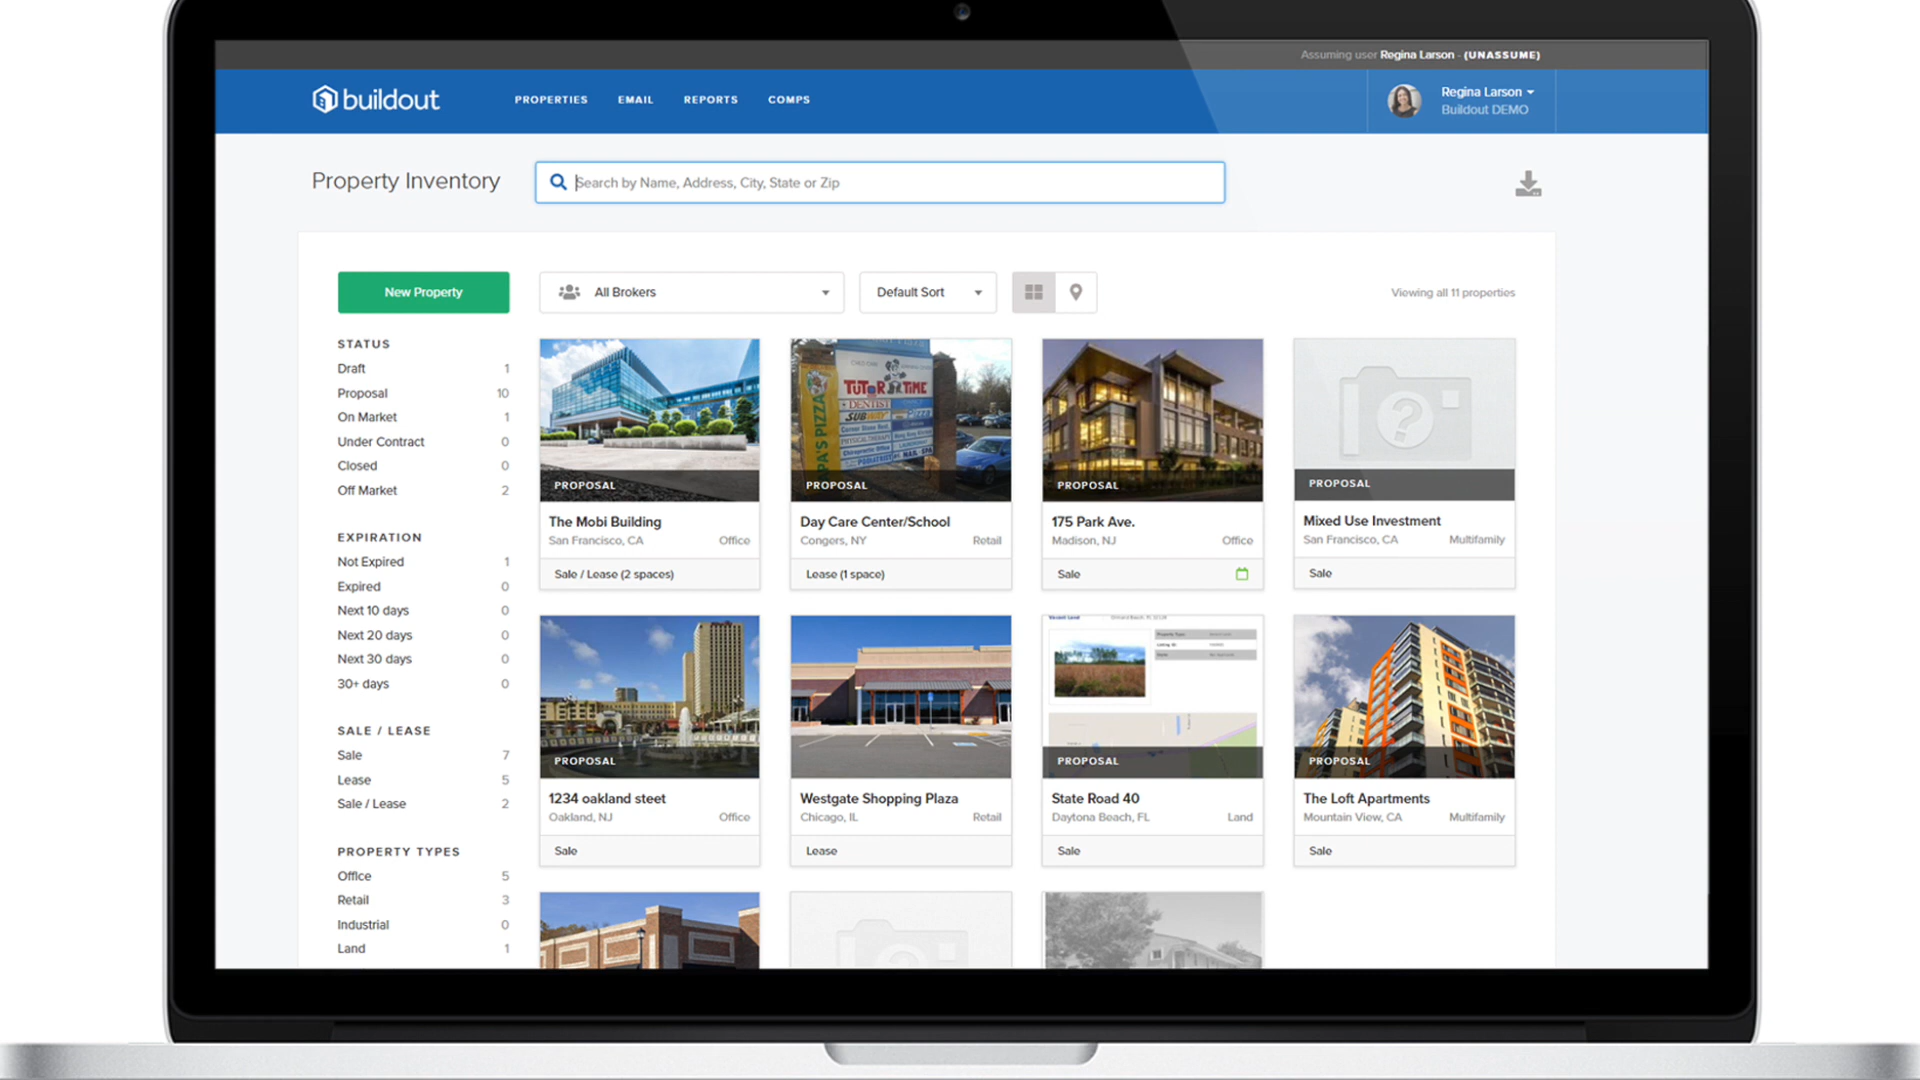 Assuming user Regina Larson - (UNASSUME)
buildout
PROPERTIES EMAIL REPORTS COMPS
Regina Larson
Buildout DEMO
Property Inventory
Search by Name, Address, City, State or Zip
New Property
All Brokers
Default Sort
Viewing all 11 properties
STATUS
Draft 1
Proposal 10
On Market 1
Under Contract 0
Closed 0
Off Market 2
EXPIRATION
Not Expired 1
Expired 0
Next 10 days 0
Next 20 days 0
Next 30 days 0
30+ days 0
SALE / LEASE
Sale 7
Lease 5
Sale / Lease 2
PROPERTY TYPES
Office 5
Retail 3
Industrial 0
Land 1
PROPOSAL
The Mobi Building
San Francisco, CA Office
Sale / Lease (2 spaces)
TUTOR TIME
DENTIST
SUBWAY
PHYSICAL THERAPY
PA'S PIZZA
PROPOSAL
Day Care Center/School
Congers, NY Retail
Lease (1 space)
PROPOSAL
175 Park Ave.
Madison, NJ Office
Sale
PROPOSAL
Mixed Use Investment
San Francisco, CA Multifamily
Sale
PROPOSAL
1234 oakland steet
Oakland, NJ Office
Sale
Westgate Shopping Plaza
Chicago, IL Retail
Lease
PROPOSAL
State Road 40
Daytona Beach, FL Land
Sale
PROPOSAL
The Loft Apartments
Mountain View, CA Multifamily
Sale